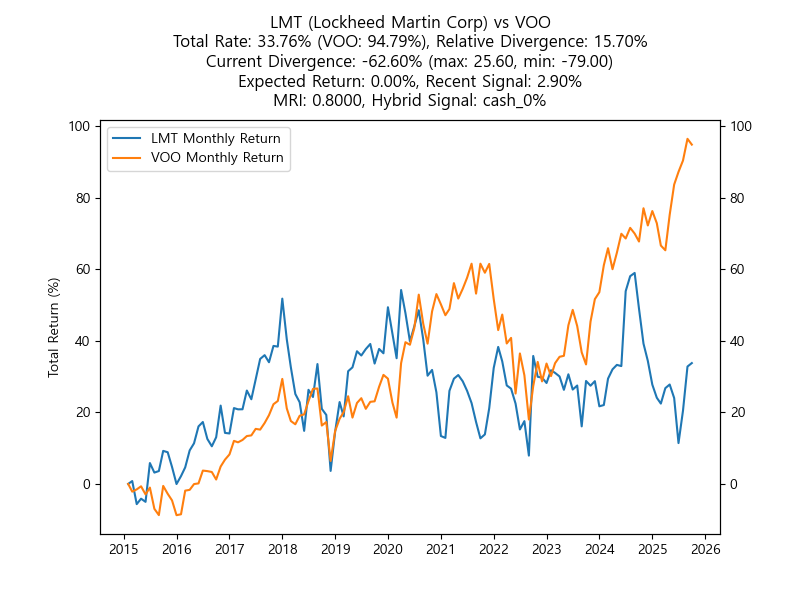 LMT (Lockheed Martin Corp) vs VOO
Total Rate: 33.76% (VOO: 94.79%), Relative Divergence: 15.70%
Current Divergence: -62.60% (max: 25.60, min: -79.00)
Expected Return: 0.00%, Recent Signal: 2.90%
MRI: 0.8000, Hybrid Signal: cash_0%
LMT Monthly Return
VOO Monthly Return
Total Return (%)
100
80
60
40
20
0
100
80
60
40
20
0
2015 2016 2017 2018 2019 2020 2021 2022 2023 2024 2025 2026